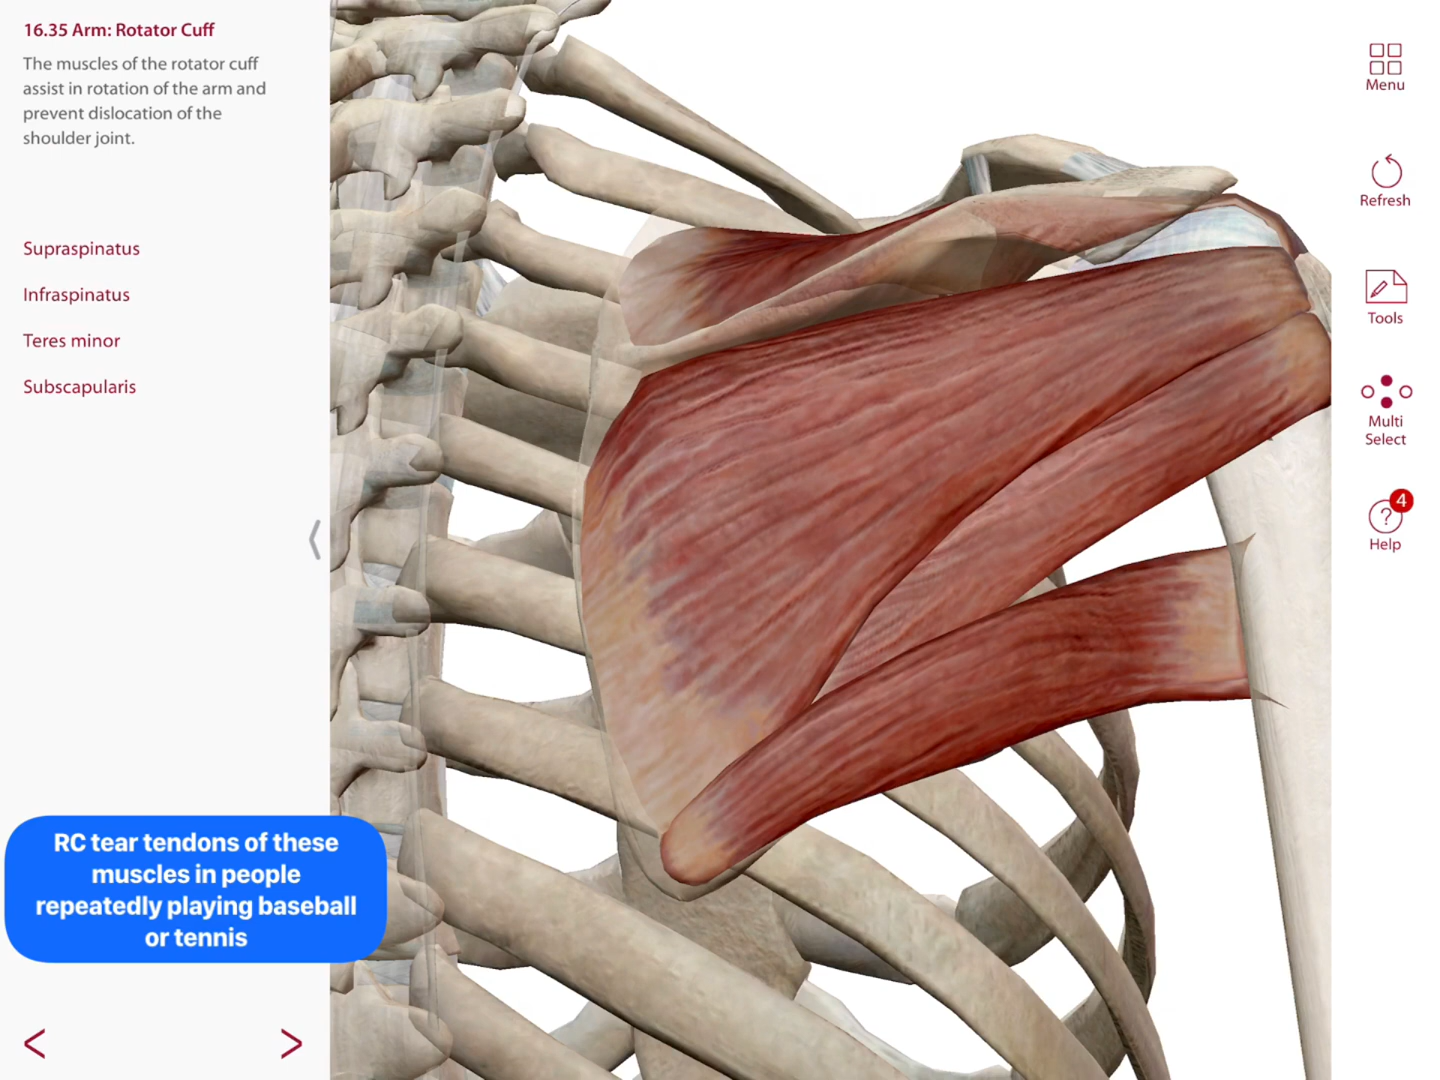 16.35 Arm: Rotator Cuff
The muscles of the rotator cuff
assist in rotation of the arm and
prevent dislocation of the
shoulder joint.
Supraspinatus
Infraspinatus
Teres minor
Subscapularis
RC tear tendons of these
muscles in people
repeatedly playing baseball
or tennis
Menu
Refresh
Tools
Multi
Select
4
Help